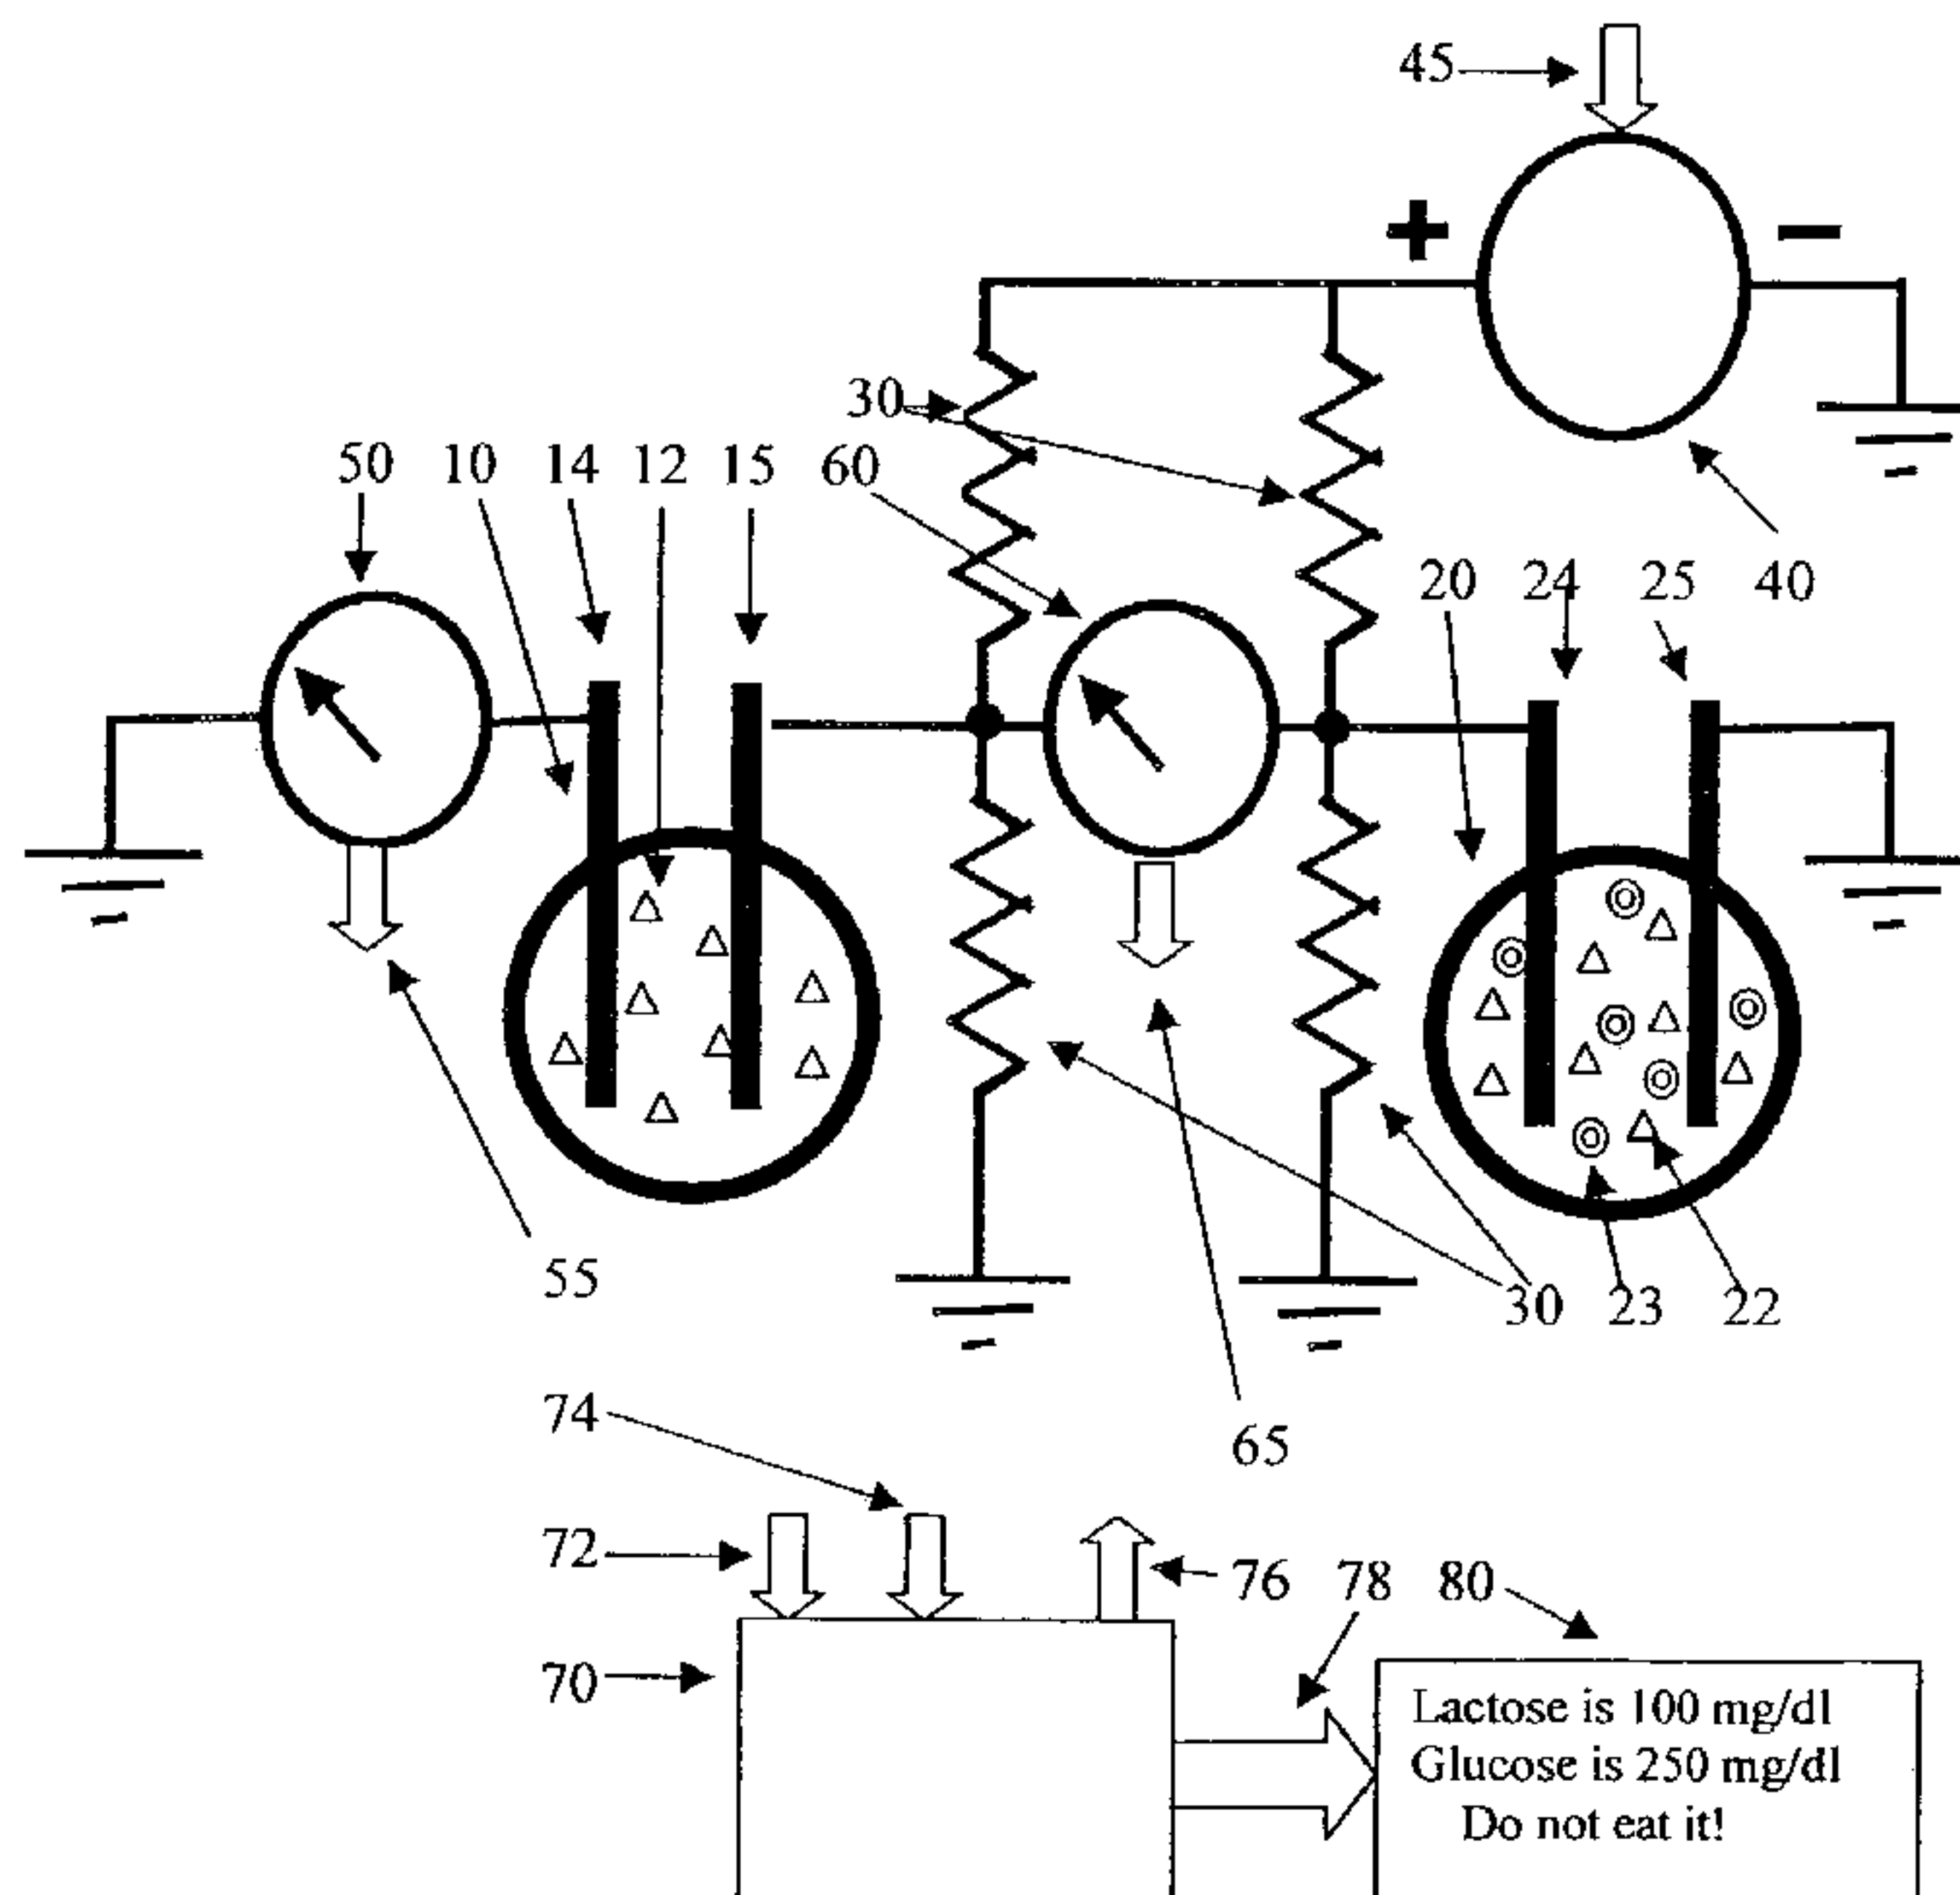 45
+ −
30
50 10 14 12 15 60
20 24 25 40
55
30 23 22
74
65
72
76 78 80
70
Lactose is 100 mg/dl
Glucose is 250 mg/dl
Do not eat it!